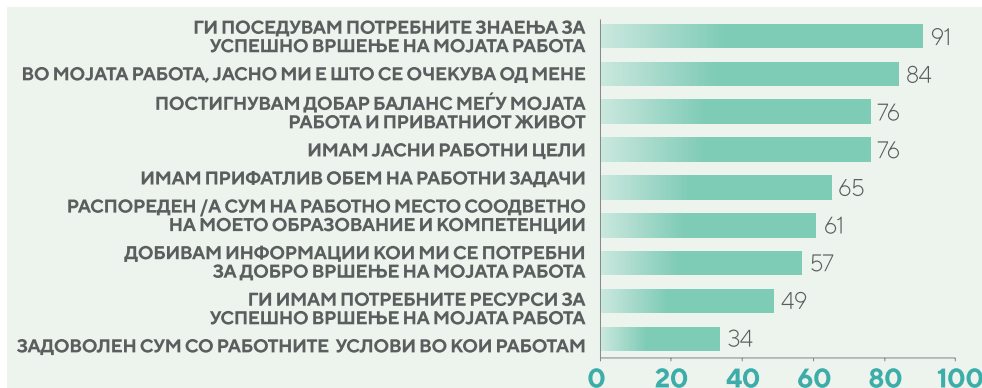 ГИ ПОСЕДУВАМ ПОТРЕБНИТЕ ЗНАЕЊА ЗА
УСПЕШНО ВРШЕЊЕ НА МОЈАТА РАБОТА
91
ВО МОЈАТА РАБОТА, ЈАСНО МИ Е ШТО СЕ ОЧЕКУВА ОД МЕНЕ
84
ПОСТИГНУВАМ ДОБАР БАЛАНС МЕЃУ МОЈАТА
РАБОТА И ПРИВАТНИОТ ЖИВОТ
76
ИМАМ ЈАСНИ РАБОТНИ ЦЕЛИ
76
ИМАМ ПРИФАТЛИВ ОБЕМ НА РАБОТНИ ЗАДАЧИ
65
РАСПОРЕДЕН /А СУМ НА РАБОТНО МЕСТО СООДВЕТНО
НА МОЕТО ОБРАЗОВАНИЕ И КОМПЕТЕНЦИИ
61
ДОБИВАМ ИНФОРМАЦИИ КОИ МИ СЕ ПОТРЕБНИ
ЗА ДОБРО ВРШЕЊЕ НА МОЈАТА РАБОТА
57
ГИ ИМАМ ПОТРЕБНИТЕ РЕСУРСИ ЗА
УСПЕШНО ВРШЕЊЕ НА МОЈАТА РАБОТА
49
ЗАДОВОЛЕН СУМ СО РАБОТНИТЕ УСЛОВИ ВО КОИ РАБОТАМ
34
0 20 40 60 80 100